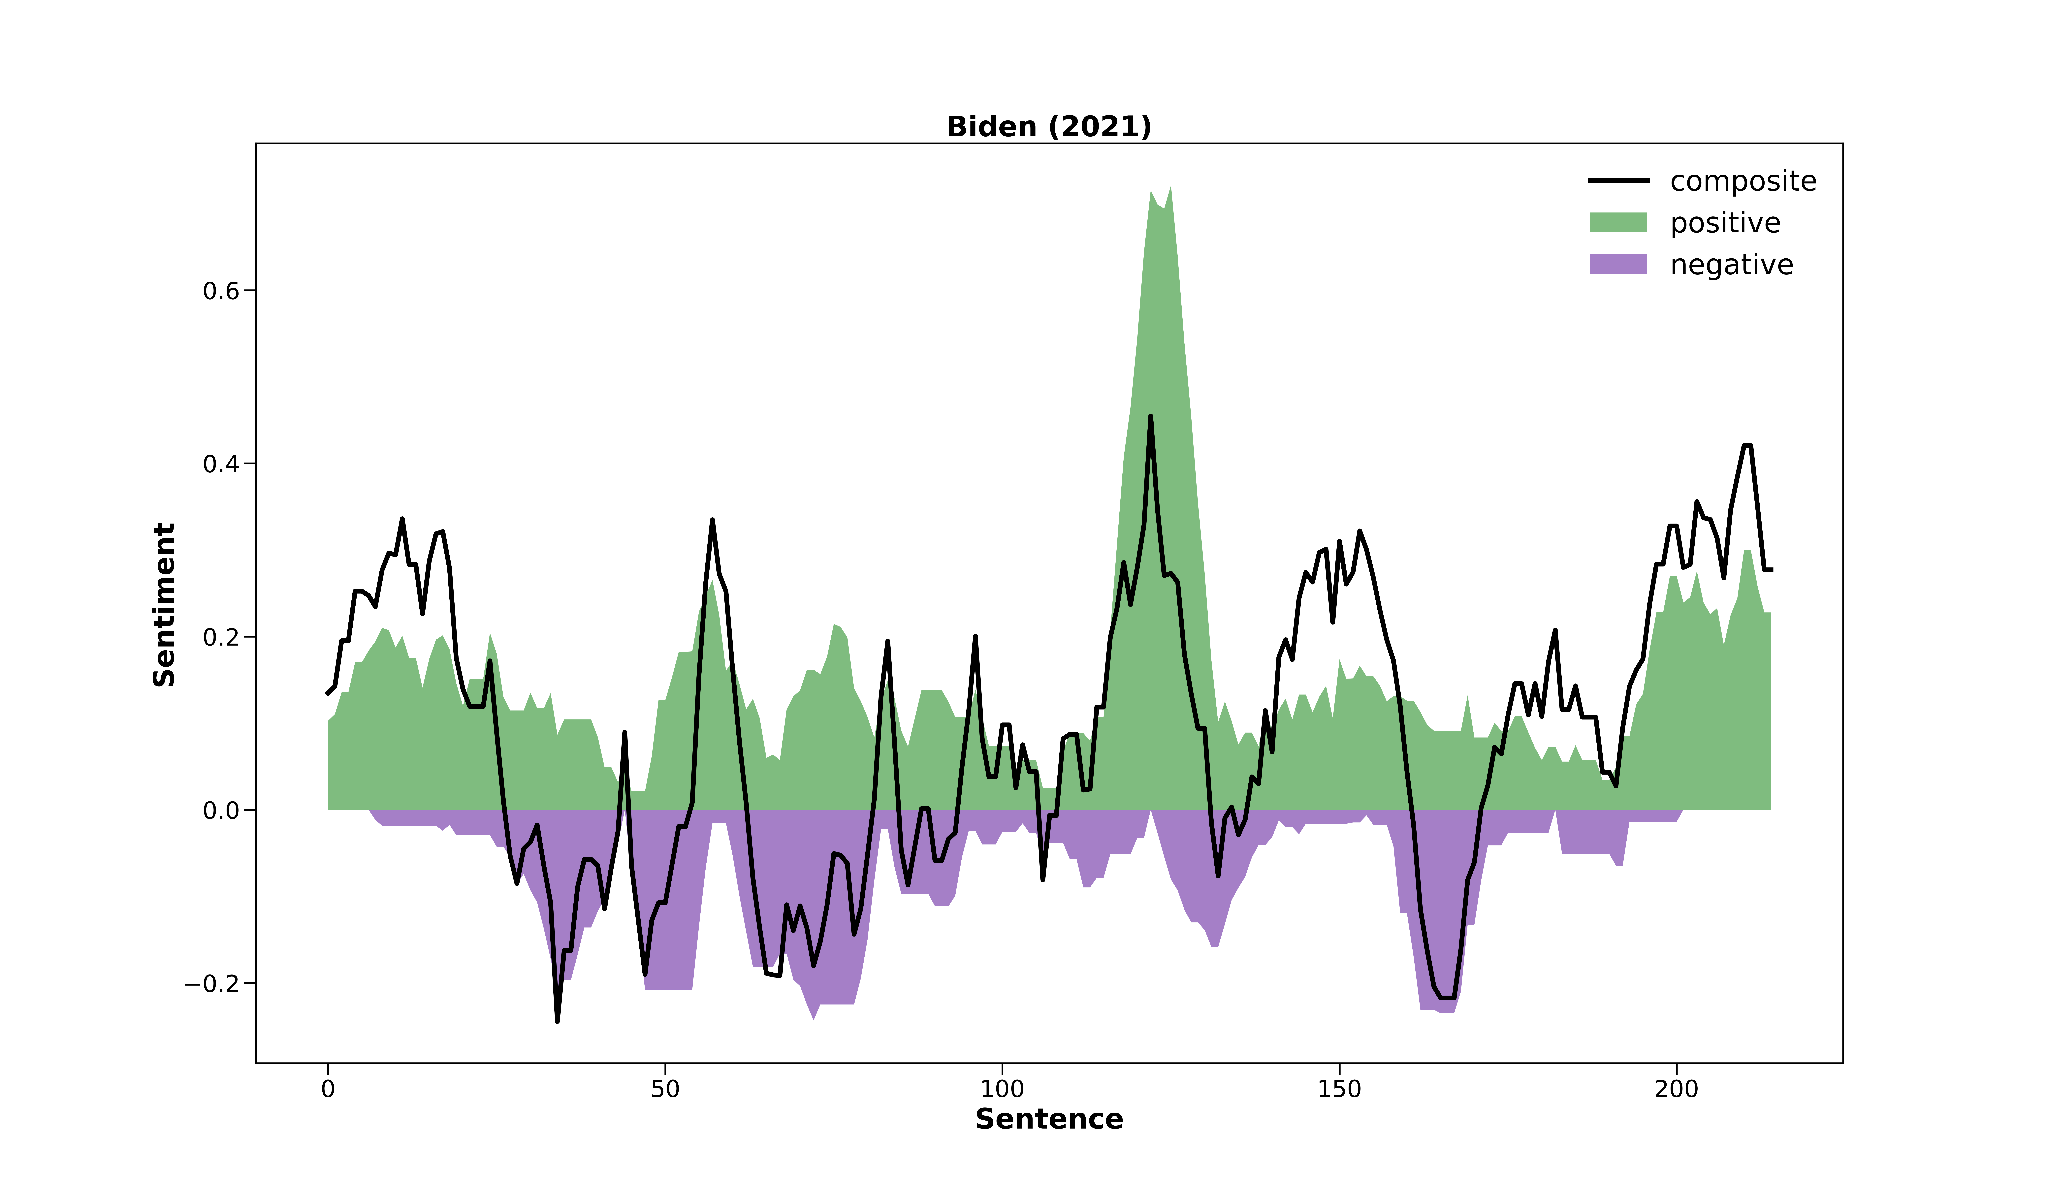 Biden (2021)
composite
positive
negative
Sentiment
0.6
0.4
0.2
0.0
−0.2
0 50 100 150 200
Sentence